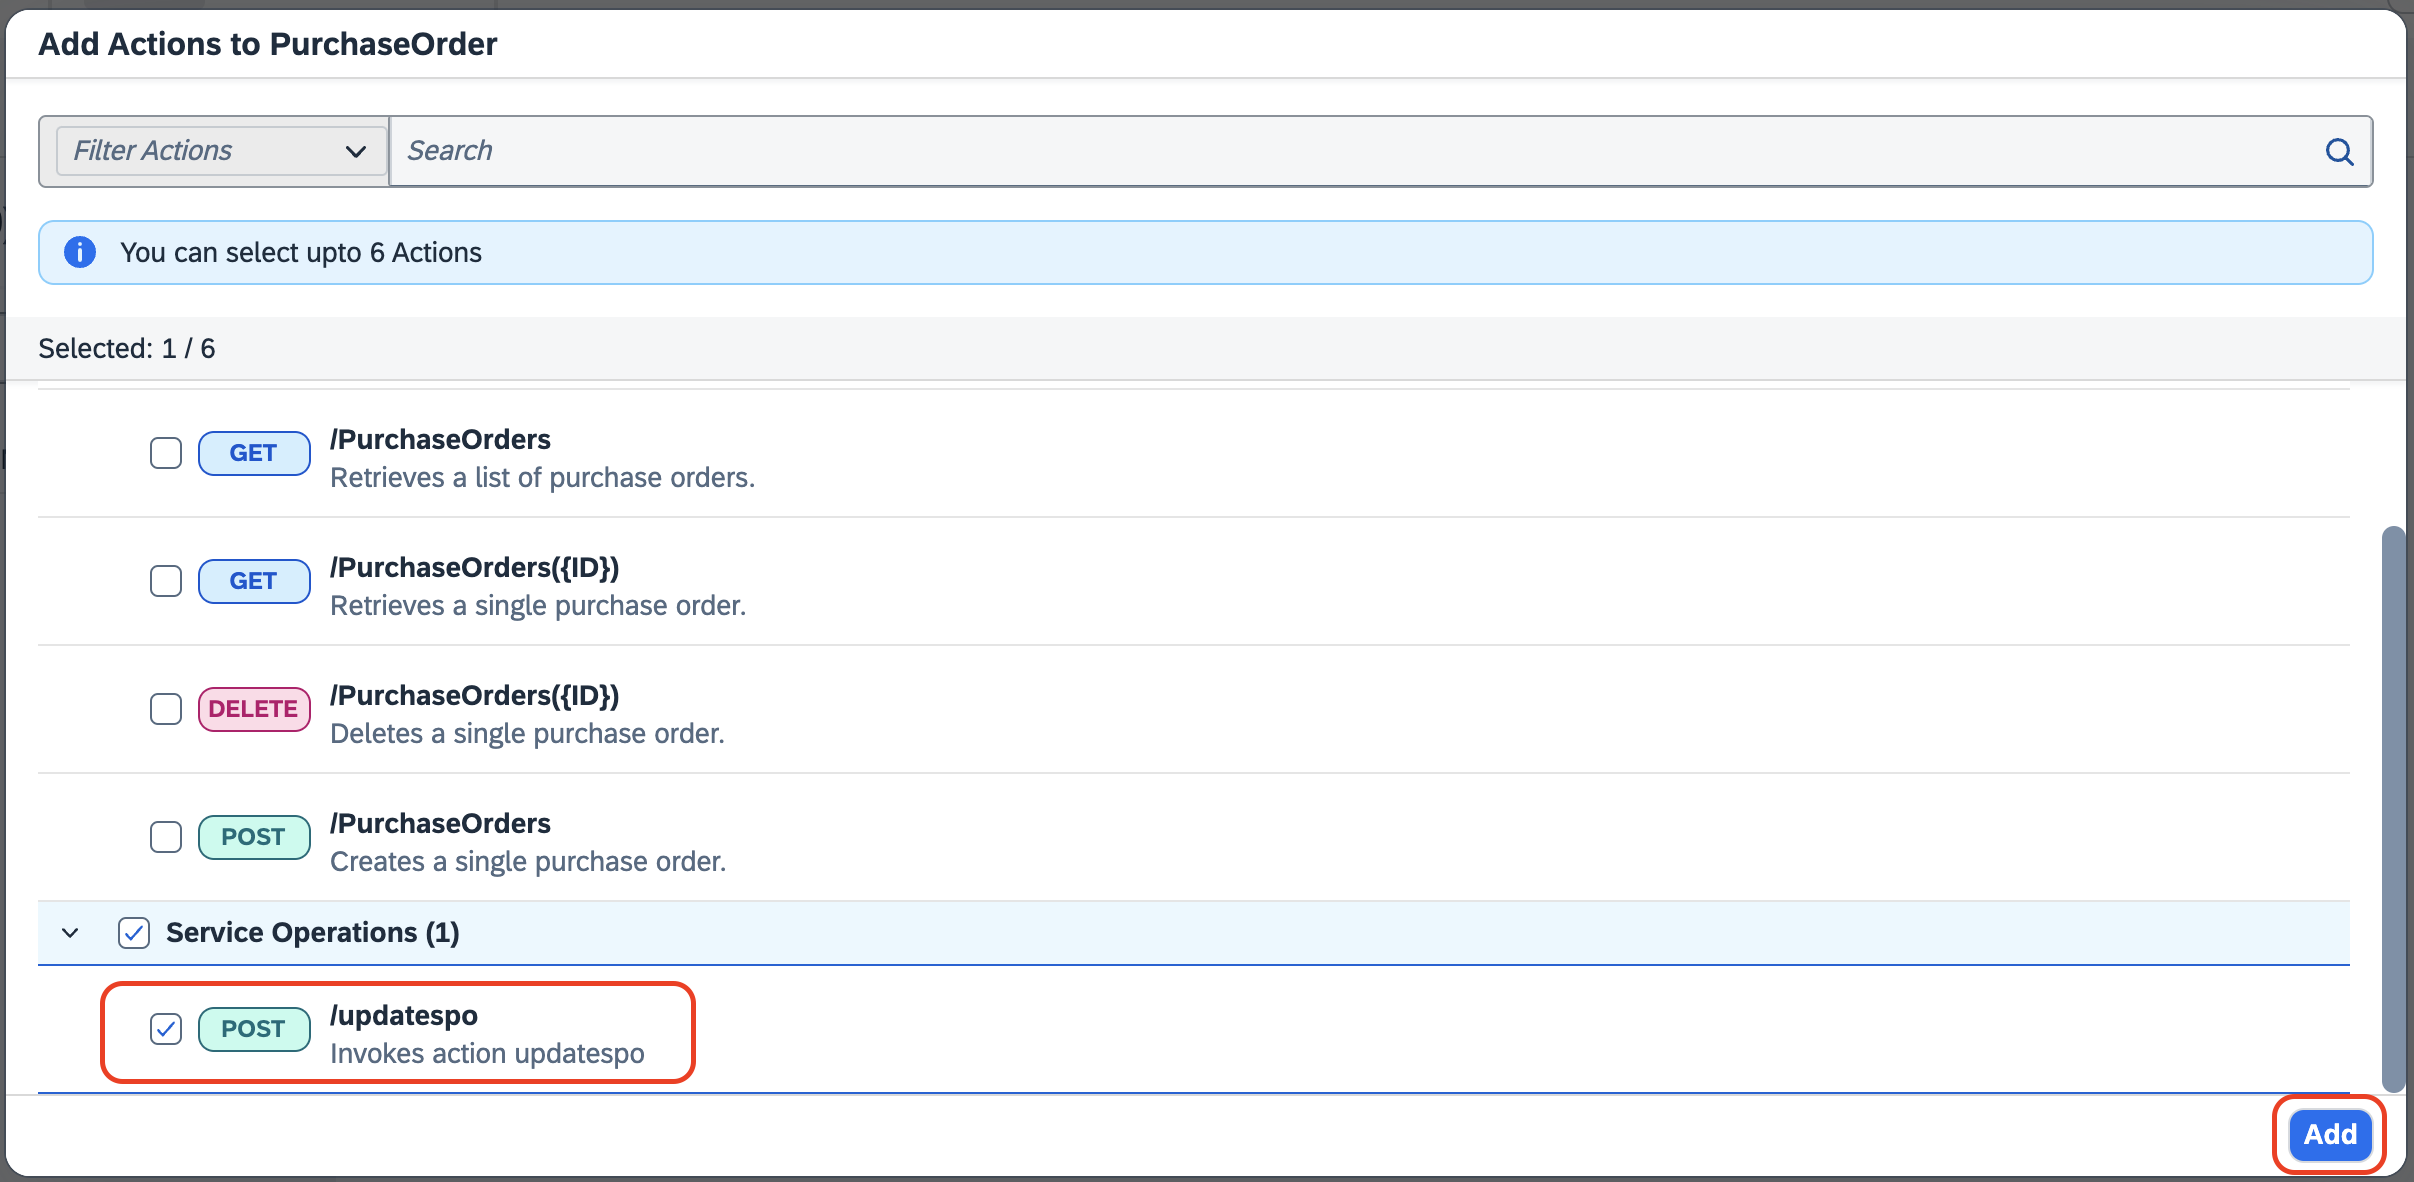 Add Actions to PurchaseOrder
Filter Actions
Search
You can select upto 6 Actions
Selected: 1 / 6
GET
/PurchaseOrders
Retrieves a list of purchase orders.
GET
/PurchaseOrders({ID})
Retrieves a single purchase order.
DELETE
/PurchaseOrders({ID})
Deletes a single purchase order.
POST
/PurchaseOrders
Creates a single purchase order.
Service Operations (1)
POST
/updatespo
Invokes action updatespo
Add